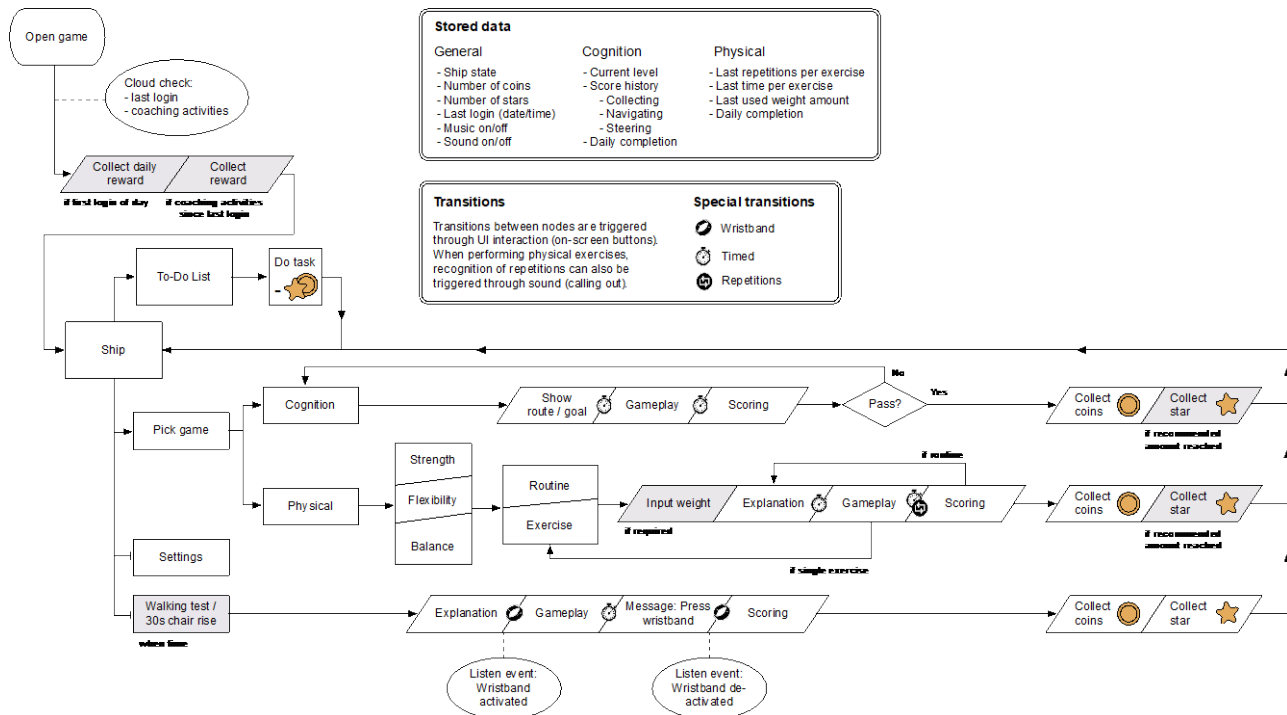 Open game
Cloud check:
- last login
- coaching activities
Collect daily
reward
Collect
reward
if first login of day
if coaching activities
since last login
Stored data
General
- Ship state
- Number of coins
- Number of stars
- Last login (date/time)
- Music on/off
- Sound on/off
Cognition
- Current level
- Score history
- Collecting
- Navigating
- Steering
- Daily completion
Physical
- Last repetitions per exercise
- Last time per exercise
- Last used weight amount
- Daily completion
Transitions
Transitions between nodes are triggered
through UI interaction (on-screen buttons).
When performing physical exercises,
recognition of repetitions can also be
triggered through sound (calling out).
Special transitions
Wristband
Timed
Repetitions
To-Do List
Do task
-
Ship
No
Yes
Cognition
Show
route / goal
Gameplay
Scoring
Pass?
Collect
coins
Collect
star
if recommended
amount reached
Pick game
if routine
Strength
Flexibility
Balance
Routine
Exercise
Physical
Input weight
Explanation
Gameplay
Scoring
Collect
coins
Collect
star
if required
if recommended
amount reached
if single exercise
Settings
Walking test /
30s chair rise
when time
Explanation
Gameplay
Message: Press
wristband
Scoring
Collect
coins
Collect
star
Listen event:
Wristband
activated
Listen event:
Wristband de-
activated